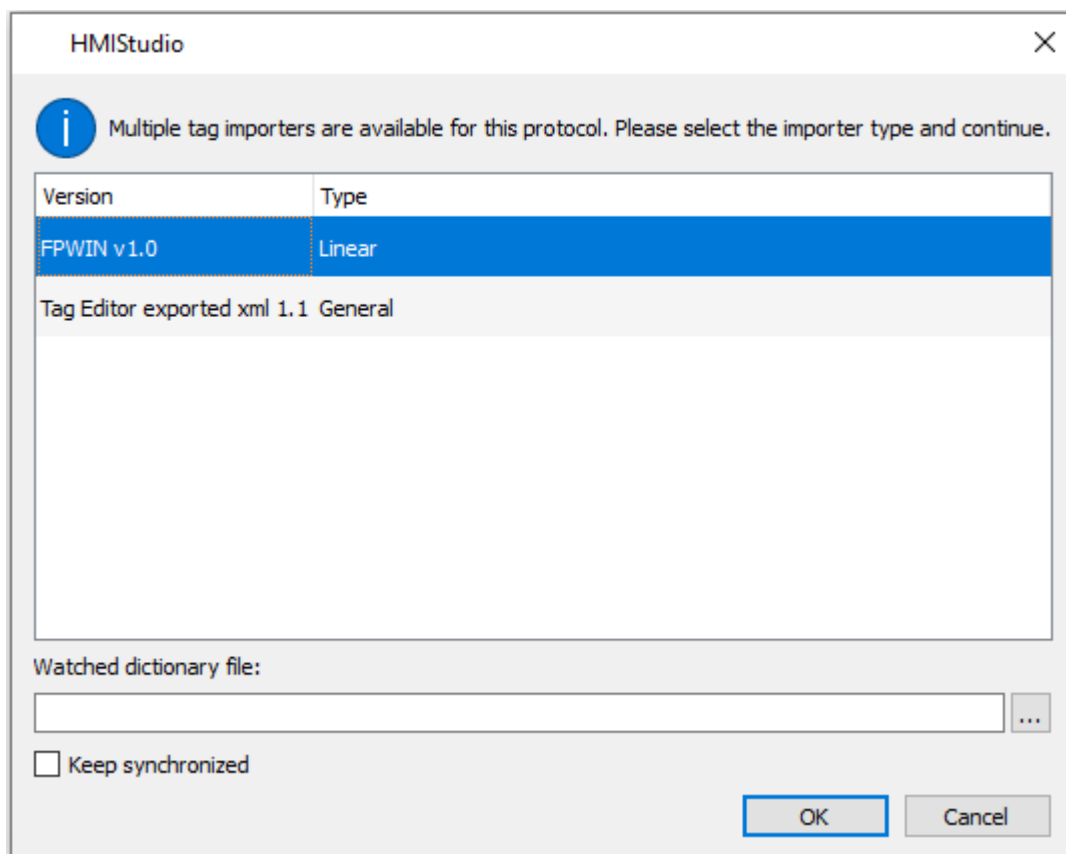 HMIStudio
Multiple tag importers are available for this protocol. Please select the importer type and continue.
Version Type
FPWIN v1.0 Linear
Tag Editor exported xml 1.1 General
Watched dictionary file:
...
Keep synchronized
OK Cancel